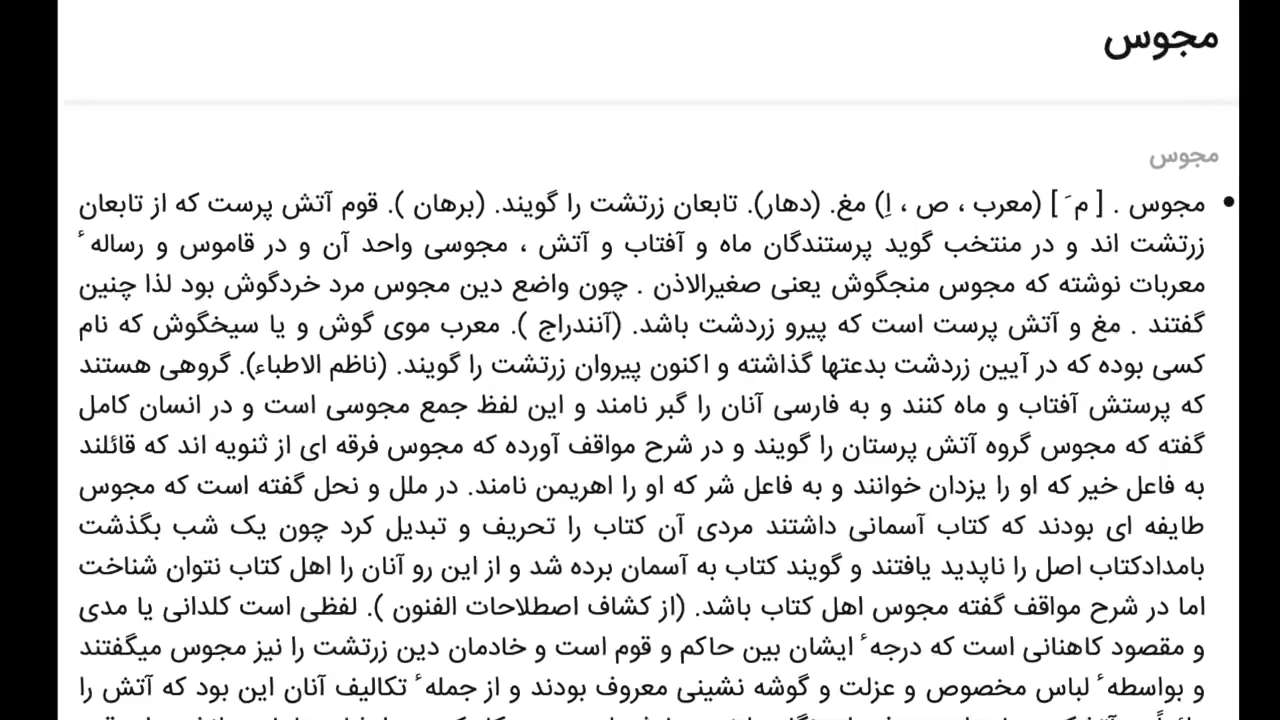 مجوس
مجوس
• مجوس . [ م َ ] (معرب ، ص ، اِ) مغ. (دهار). تابعان زرتشت را گویند. (برهان ). قوم آتش پرست که از تابعان
زرتشت اند و در منتخب گوید پرستندگان ماه و آفتاب و آتش ، مجوسی واحد آن و در قاموس و رساله ٔ
معربات نوشته که مجوس منجگوش یعنی صغیرالاذن . چون واضع دین مجوس مرد خردگوش بود لذا چنین
گفتند . مغ و آتش پرست است که پیرو زردشت باشد. (آنندراج ). معرب موی گوش و یا سیخگوش که نام
کسی بوده که در آیین زردشت بدعتها گذاشته و اکنون پیروان زرتشت را گویند. (ناظم الاطباء). گروهی هستند
که پرستش آفتاب و ماه کنند و به فارسی آنان را گبر نامند و این لفظ جمع مجوسی است و در انسان کامل
گفته که مجوس گروه آتش پرستان را گویند و در شرح مواقف آورده که مجوس فرقه ای از ثنویه اند که قائلند
به فاعل خیر که او را یزدان خوانند و به فاعل شر که او را اهریمن نامند. در ملل و نحل گفته است که مجوس
طایفه ای بودند که کتاب آسمانی داشتند مردی آن کتاب را تحریف و تبدیل کرد چون یک شب بگذشت
بامدادکتاب اصل را ناپدید یافتند و گویند کتاب به آسمان برده شد و از این رو آنان را اهل کتاب نتوان شناخت
اما در شرح مواقف گفته مجوس اهل کتاب باشد. (از کشاف اصطلاحات الفنون ). لفظی است کلدانی یا مدی
و مقصود کاهنانی است که درجه ٔ ایشان بین حاکم و قوم است و خادمان دین زرتشت را نیز مجوس میگفتند
و بواسطه ٔ لباس مخصوص و عزلت و گوشه نشینی معروف بودند و از جمله ٔ تکالیف آنان این بود که آتش را